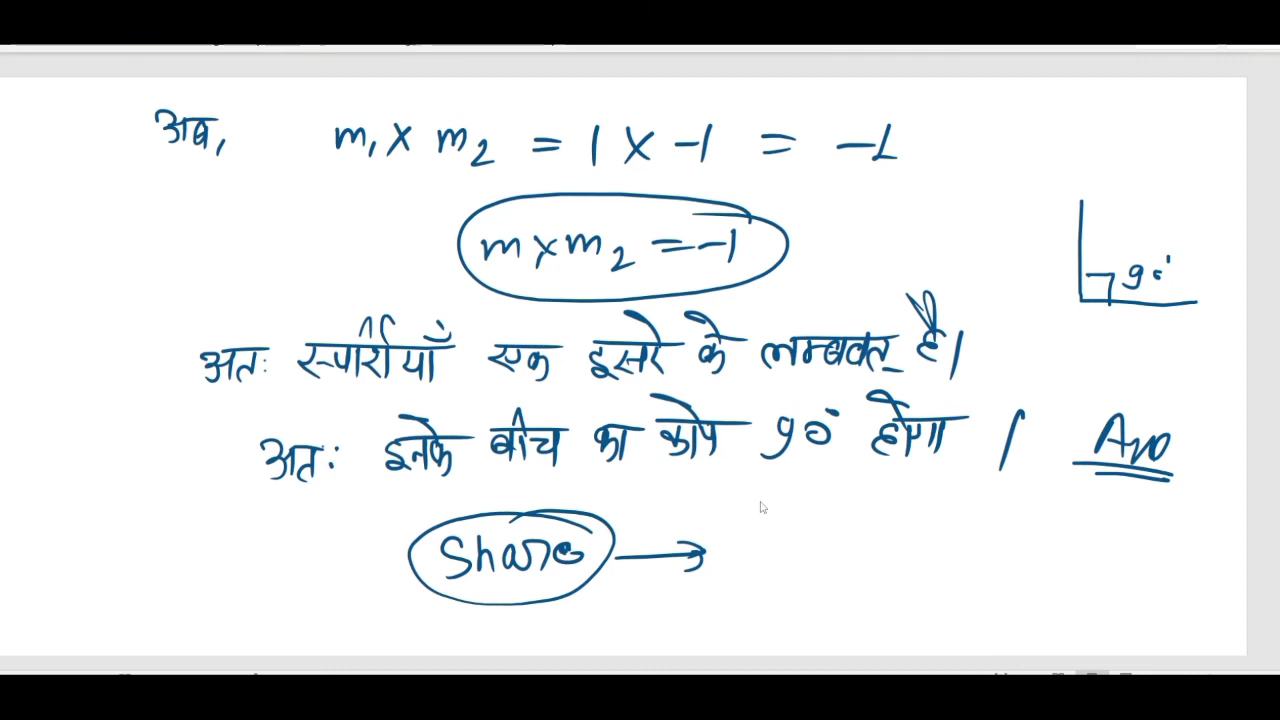 अब, m₁ × m₂ = 1 × -1 = -1
m × m₂ = -1
90°
अतः स्पर्शीयाँ एक दूसरे के लम्बवत् है।
अतः इनके बीच का कोण 90° होगा । Ans
Share →